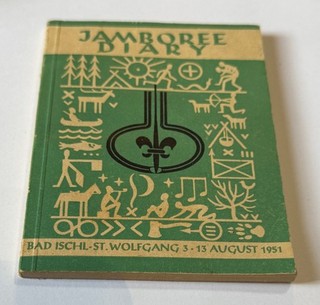 JAMBOREE
DIARY
BAD ISCHL·ST. WOLFGANG 3·13 AUGUST 1951